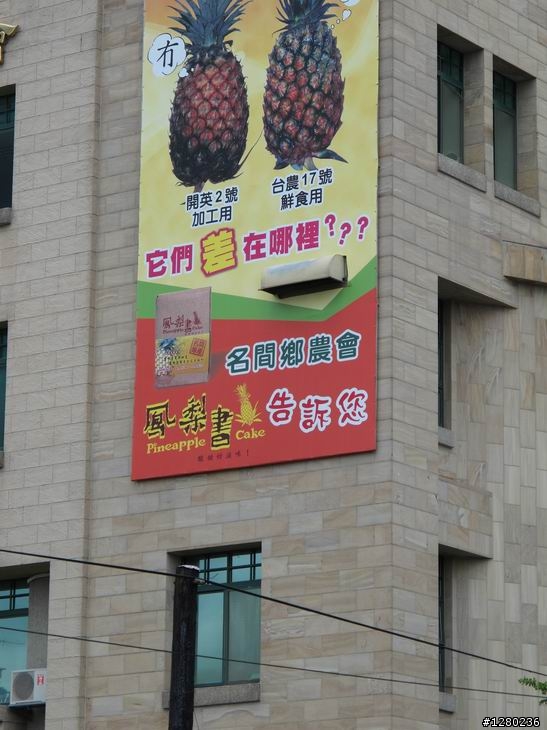 冇
開英2號
加工用
台農17號
鮮食用
它們差在哪裡???
鳳梨書
Pineapple Cake
名間鄉農會
鳳梨書
Pineapple Cake
告訴您
#1280236